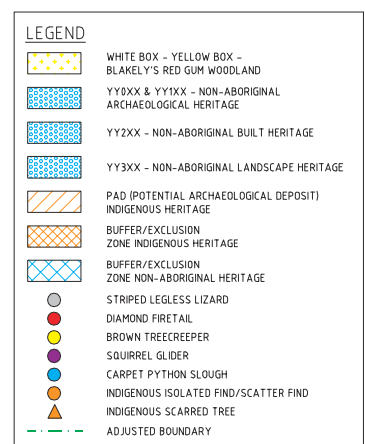 LEGEND
WHITE BOX - YELLOW BOX -
BLAKELY'S RED GUM WOODLAND
YY0XX & YY1XX - NON-ABORIGINAL
ARCHAEOLOGICAL HERITAGE
YY2XX - NON-ABORIGINAL BUILT HERITAGE
YY3XX - NON-ABORIGINAL LANDSCAPE HERITAGE
PAD (POTENTIAL ARCHAEOLOGICAL DEPOSIT)
INDIGENOUS HERITAGE
BUFFER/EXCLUSION
ZONE INDIGENOUS HERITAGE
BUFFER/EXCLUSION
ZONE NON-ABORIGINAL HERITAGE
STRIPED LEGLESS LIZARD
DIAMOND FIRETAIL
BROWN TREECREEPER
SQUIRREL GLIDER
CARPET PYTHON SLOUGH
INDIGENOUS ISOLATED FIND/SCATTER FIND
INDIGENOUS SCARRED TREE
ADJUSTED BOUNDARY